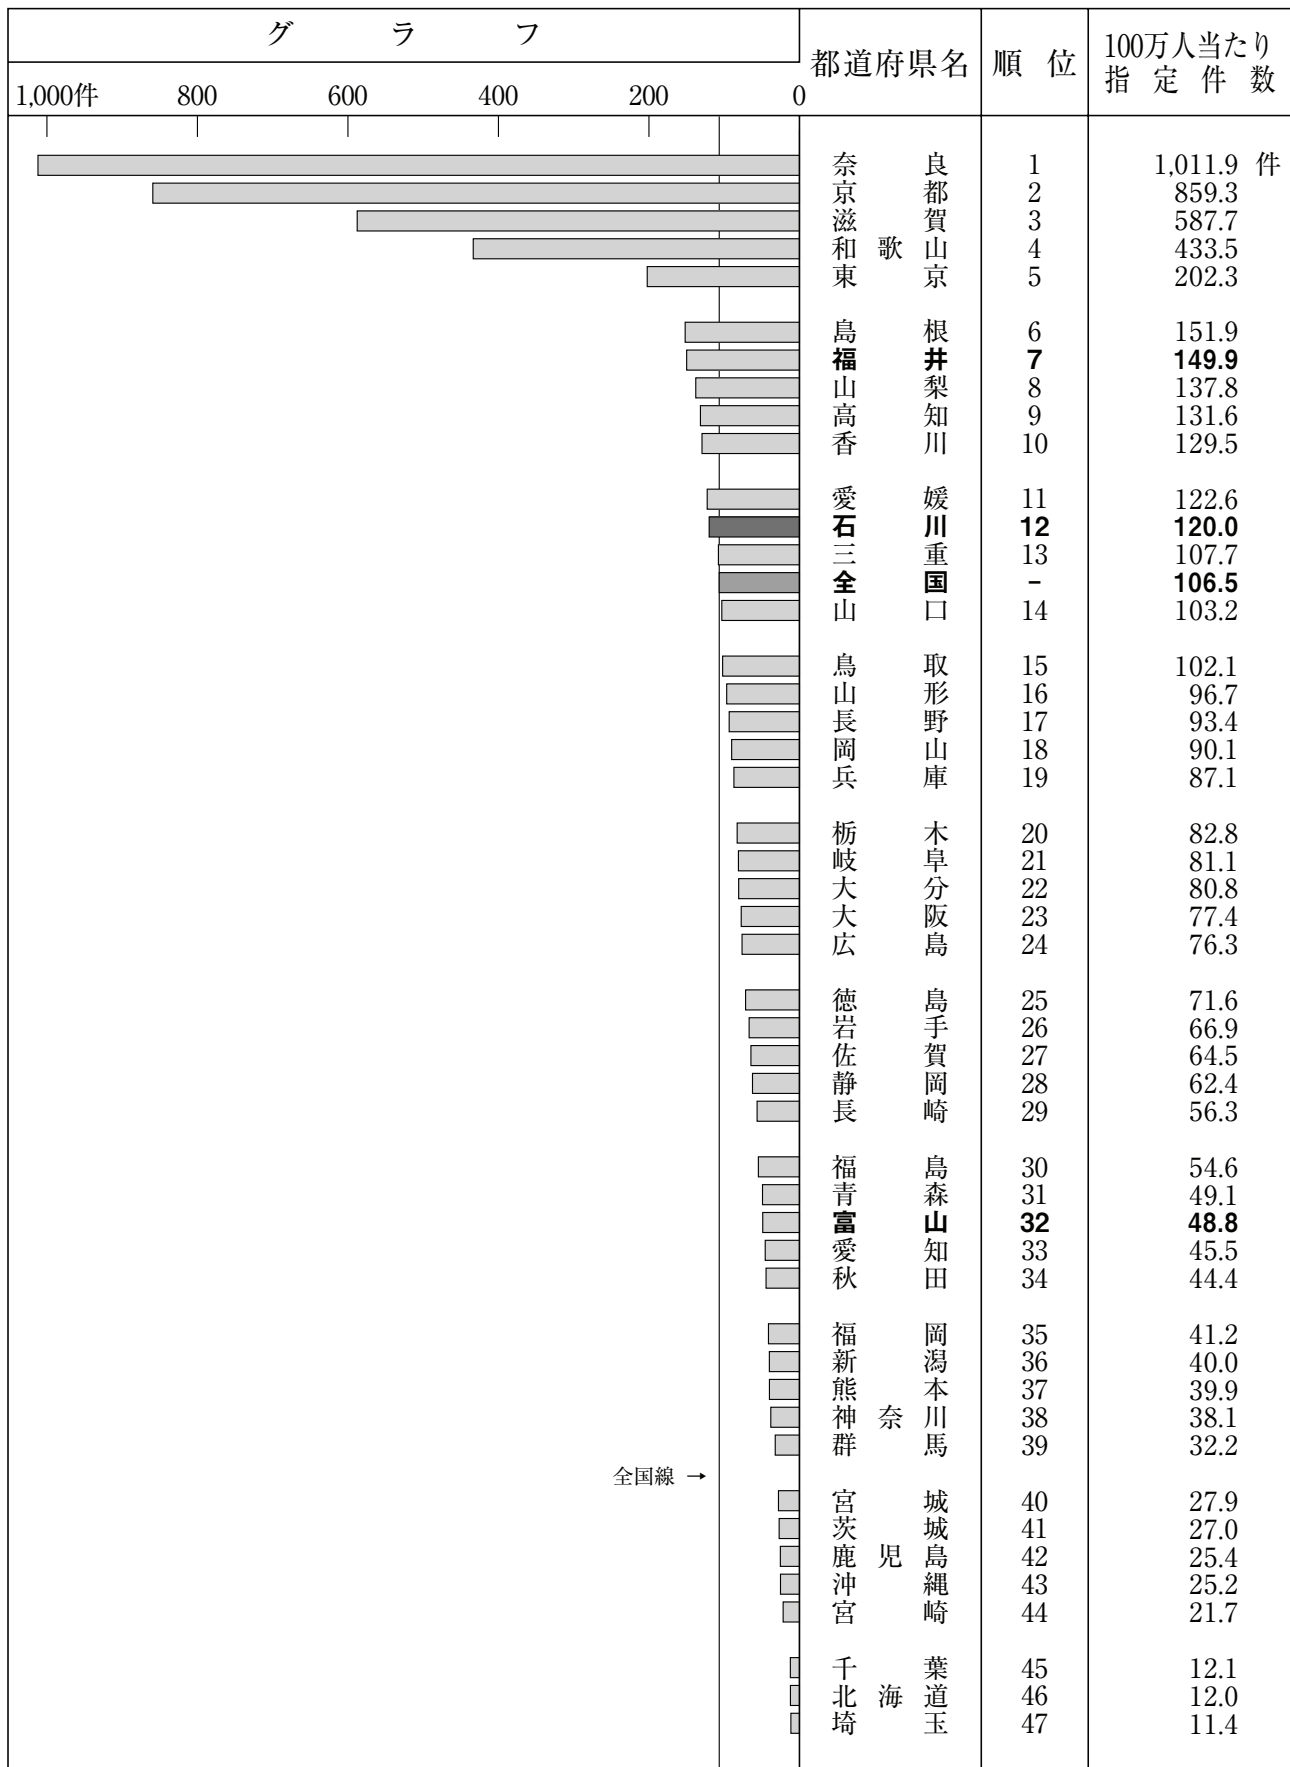 グラフ
都道府県名 順位 100万人当たり
指定件数
1,000件 800 600 400 200 0
奈良 1 1,011.9 件
京都 2 859.3
滋賀 3 587.7
和歌山 4 433.5
東京 5 202.3
島根 6 151.9
福井 7 149.9
山梨 8 137.8
高知 9 131.6
香川 10 129.5
愛媛 11 122.6
石川 12 120.0
三重 13 107.7
全国 - 106.5
山口 14 103.2
鳥取 15 102.1
山形 16 96.7
長野 17 93.4
岡山 18 90.1
兵庫 19 87.1
栃木 20 82.8
岐阜 21 81.1
大分 22 80.8
大阪 23 77.4
広島 24 76.3
徳島 25 71.6
岩手 26 66.9
佐賀 27 64.5
静岡 28 62.4
長崎 29 56.3
福島 30 54.6
青森 31 49.1
富山 32 48.8
愛知 33 45.5
秋田 34 44.4
福岡 35 41.2
新潟 36 40.0
熊本 37 39.9
神奈川 38 38.1
群馬 39 32.2
全国線 →
宮城 40 27.9
茨城 41 27.0
鹿児島 42 25.4
沖縄 43 25.2
宮崎 44 21.7
千葉 45 12.1
北海道 46 12.0
埼玉 47 11.4